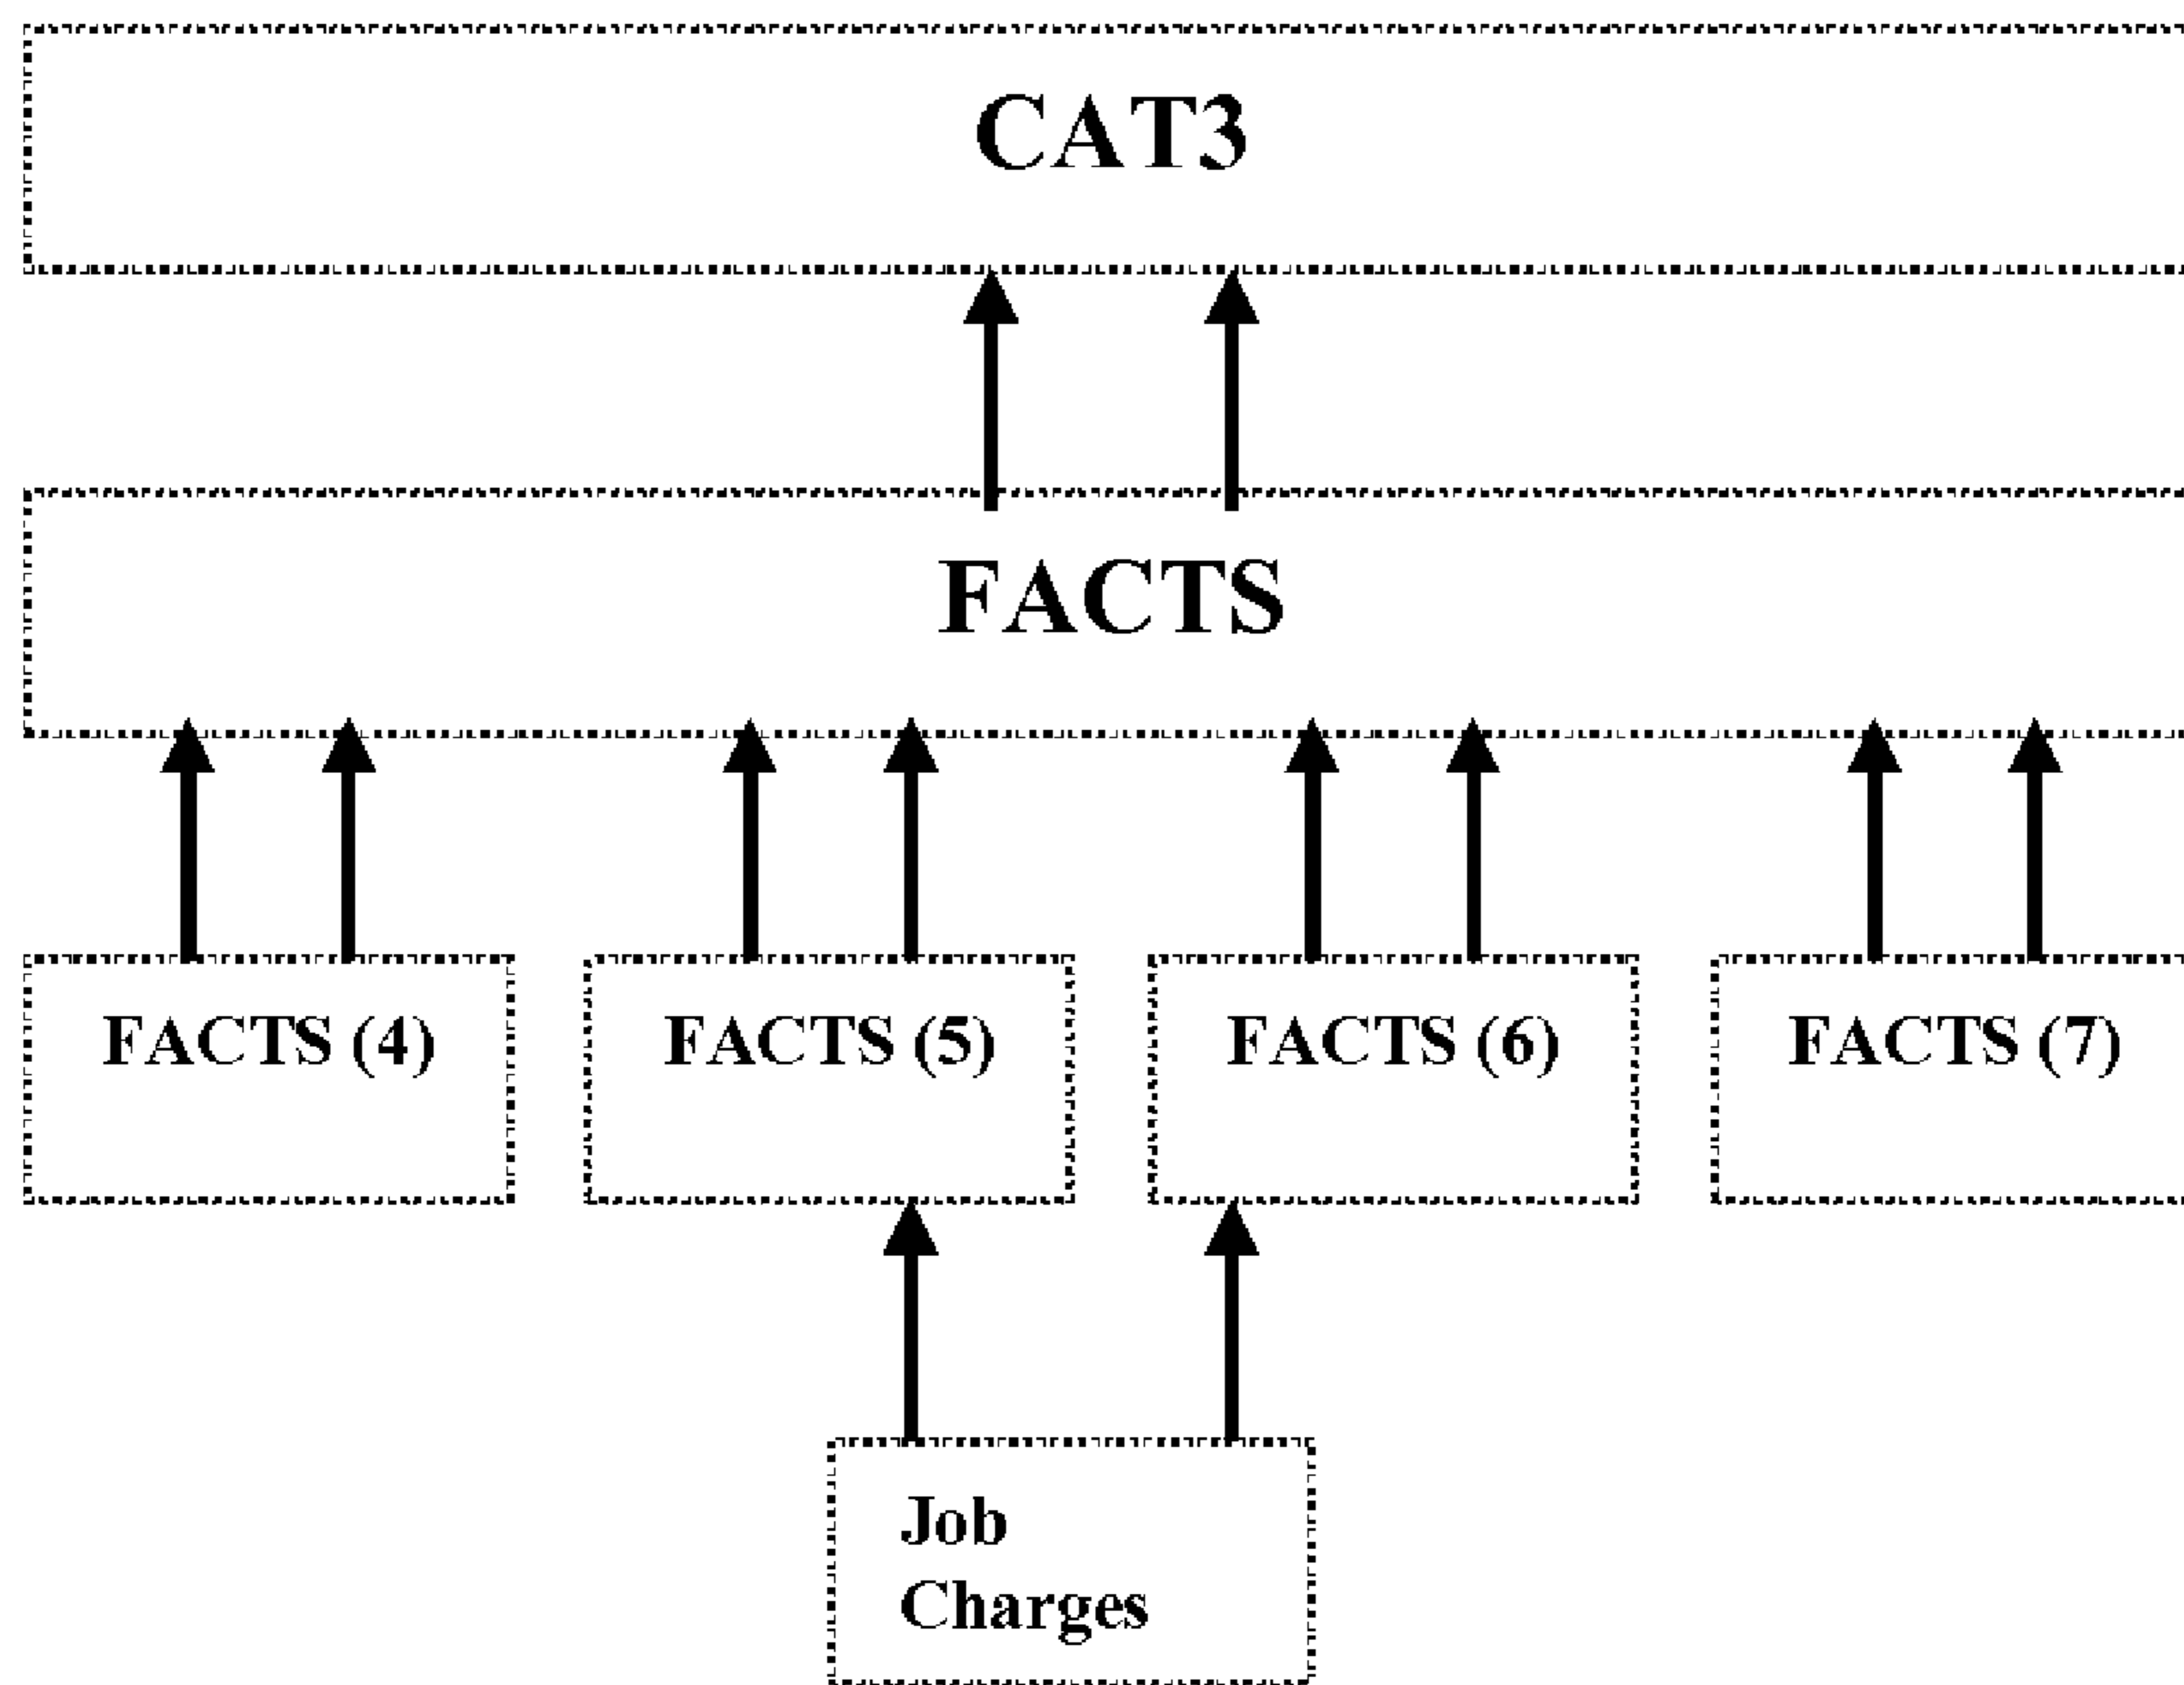 CAT3
FACTS
FACTS (4)
FACTS (5)
FACTS (6)
FACTS (7)
Job
Charges